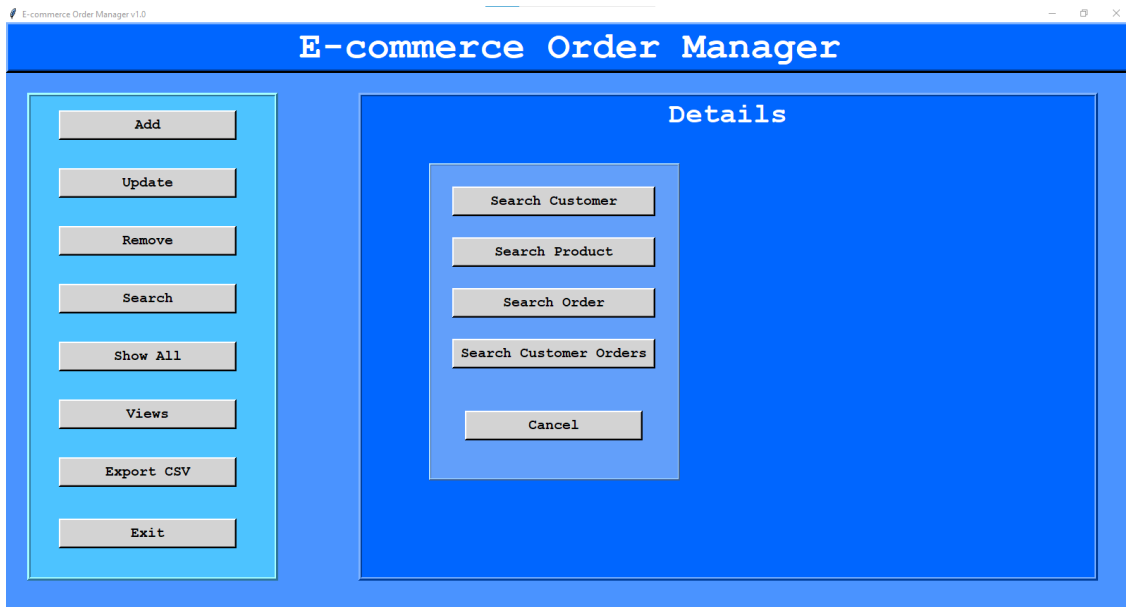 E-commerce Order Manager v1.0
E-commerce Order Manager
Add
Update
Remove
Search
Show All
Views
Export CSV
Exit
Details
Search Customer
Search Product
Search Order
Search Customer Orders
Cancel